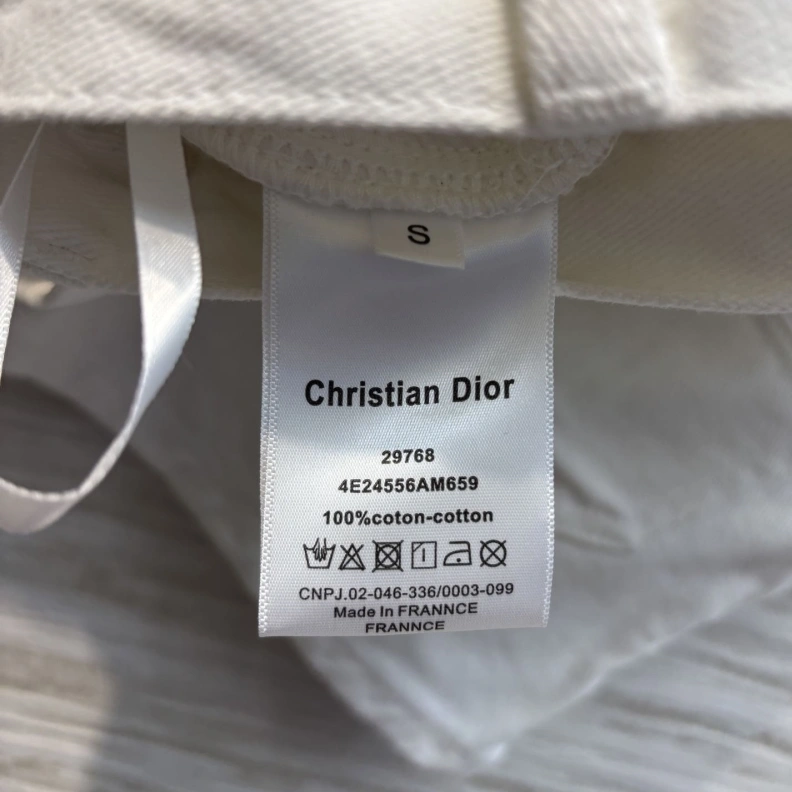 S
Christian Dior
29768
4E24556AM659
100%coton-cotton
CNPJ.02-046-336/0003-099
Made In FRANNCE
FRANNCE